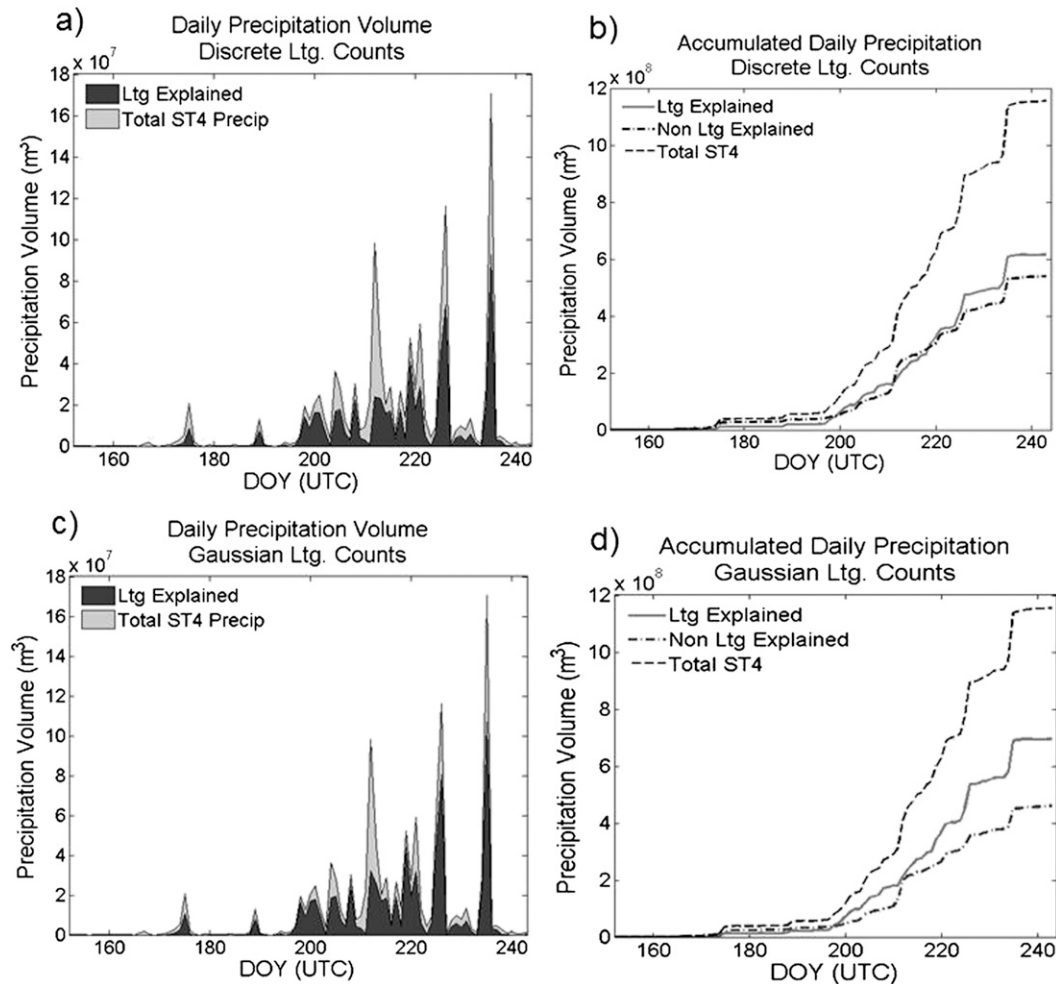 a)
Daily Precipitation Volume
Discrete Ltg. Counts
x 10^7
18
16
14
12
10
8
6
4
2
0
Precipitation Volume (m³)
Ltg Explained
Total ST4 Precip
160 180 200 220 240
DOY (UTC)
b)
Accumulated Daily Precipitation
Discrete Ltg. Counts
x 10^8
12
10
8
6
4
2
0
Precipitation Volume (m³)
Ltg Explained
Non Ltg Explained
Total ST4
160 180 200 220 240
DOY (UTC)
c)
Daily Precipitation Volume
Gaussian Ltg. Counts
x 10^7
18
16
14
12
10
8
6
4
2
0
Precipitation Volume (m³)
Ltg Explained
Total ST4 Precip
160 180 200 220 240
DOY (UTC)
d)
Accumulated Daily Precipitation
Gaussian Ltg. Counts
x 10^8
12
10
8
6
4
2
0
Precipitation Volume (m³)
Ltg Explained
Non Ltg Explained
Total ST4
160 180 200 220 240
DOY (UTC)